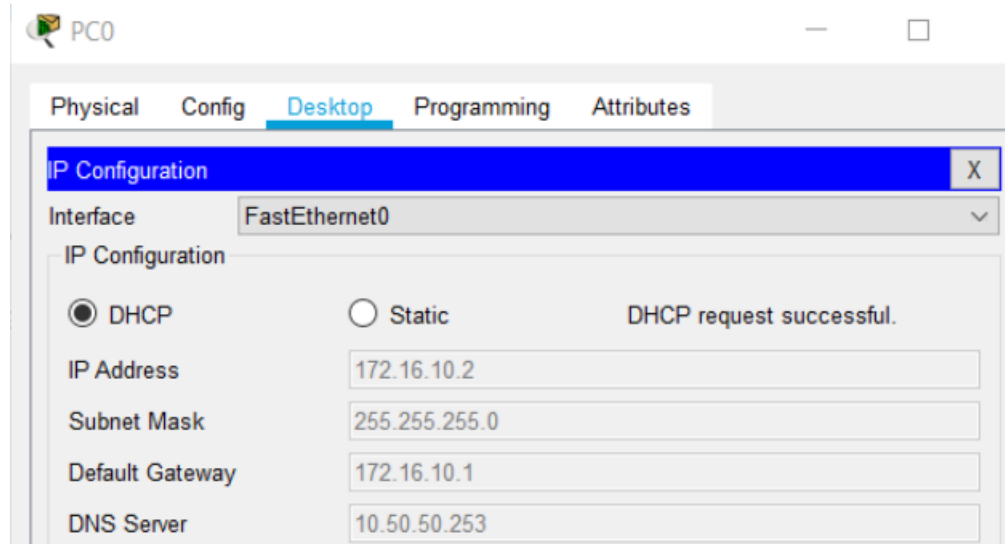 PC0
Physical Config Desktop Programming Attributes
IP Configuration X
Interface FastEthernet0
IP Configuration
DHCP Static DHCP request successful.
IP Address 172.16.10.2
Subnet Mask 255.255.255.0
Default Gateway 172.16.10.1
DNS Server 10.50.50.253